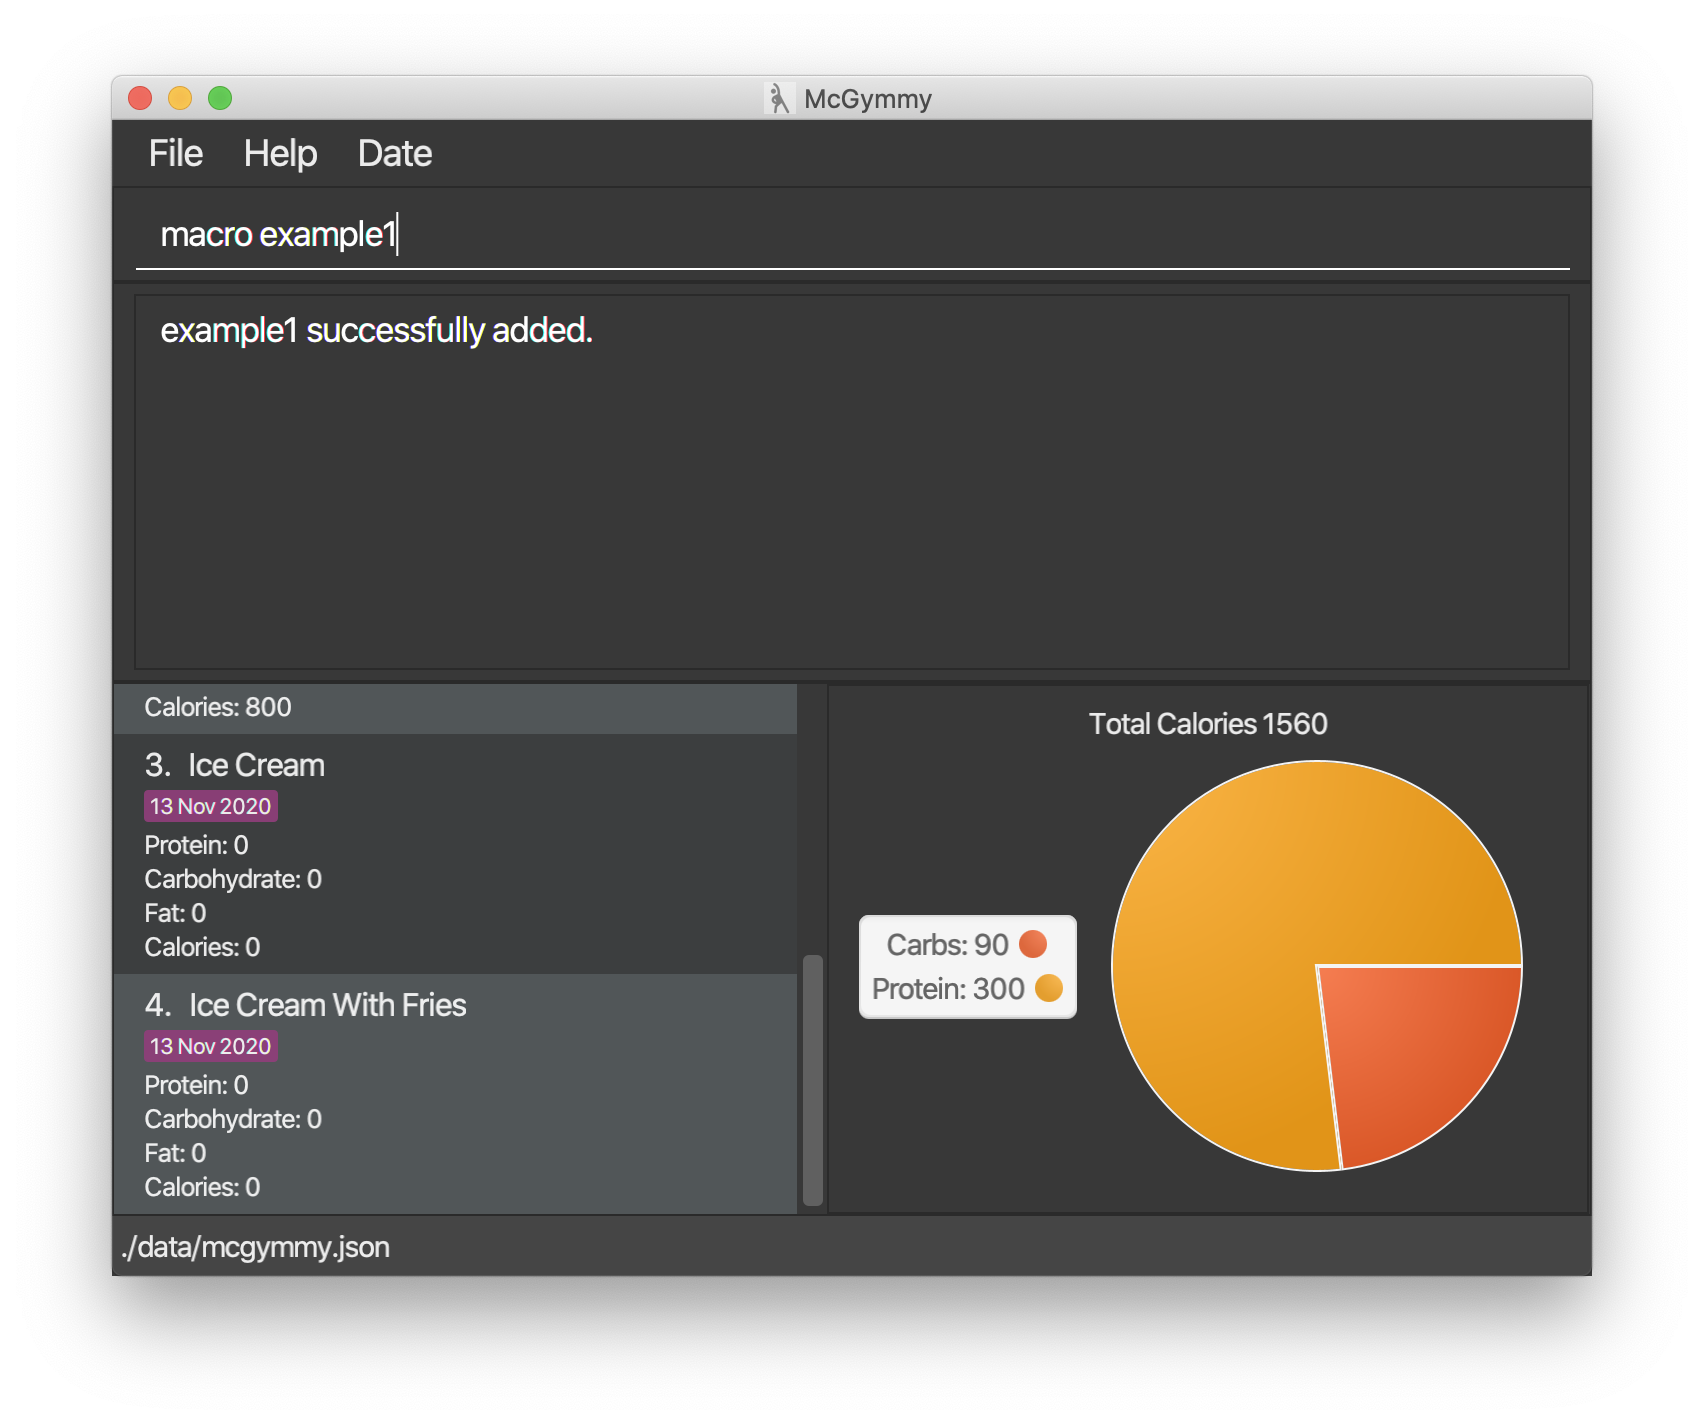 McGymmy
File Help Date
macro example1
example1 successfully added.
Calories: 800
3. Ice Cream
13 Nov 2020
Protein: 0
Carbohydrate: 0
Fat: 0
Calories: 0
4. Ice Cream With Fries
13 Nov 2020
Protein: 0
Carbohydrate: 0
Fat: 0
Calories: 0
Total Calories 1560
Carbs: 90
Protein: 300
./data/mcgymmy.json